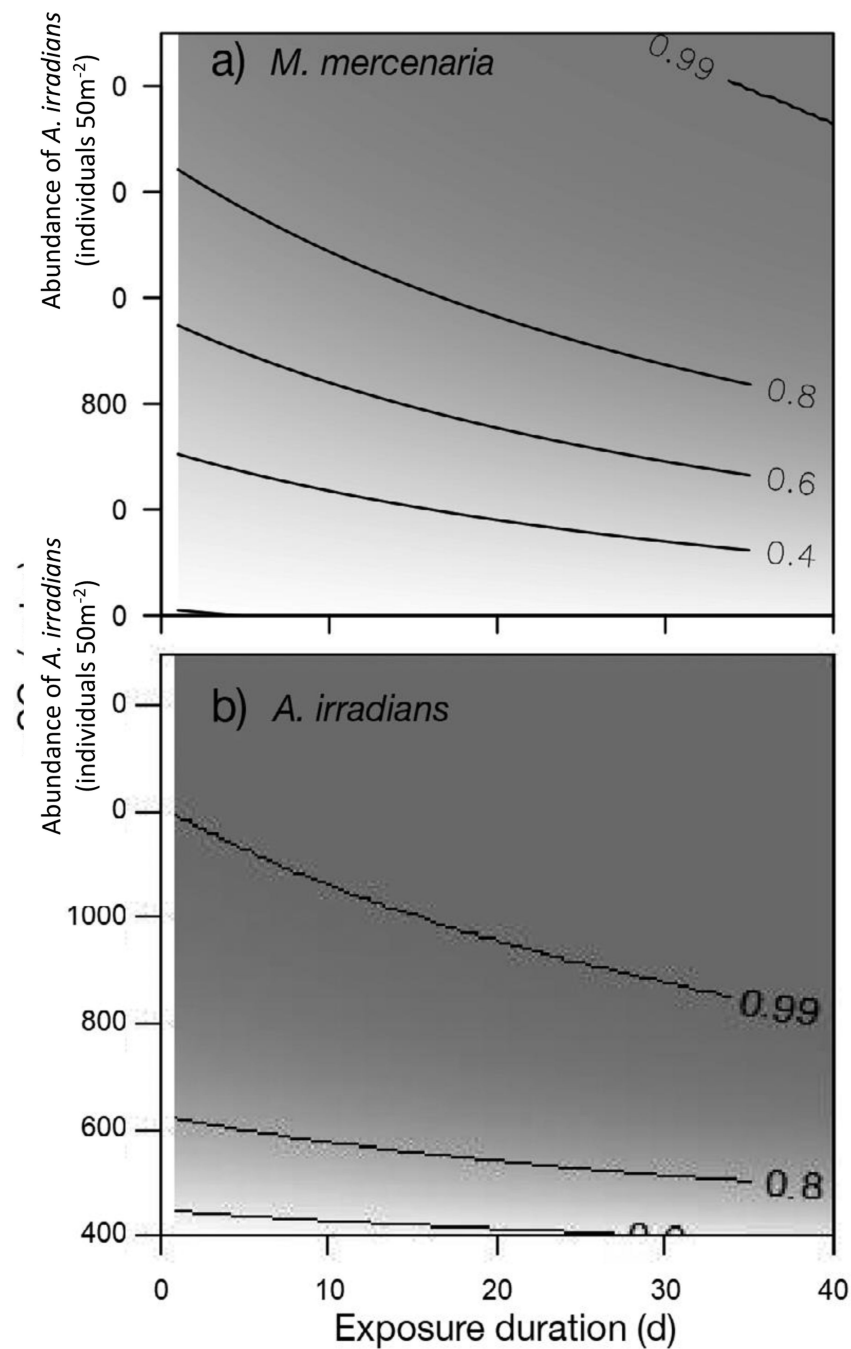 a) M. mercenaria
0.99
Abundance of A. irradians
(individuals 50m-2)
0
0
0
800
0
0
0.8
0.6
0.4
b) A. irradians
Abundance of A. irradians
(individuals 50m-2)
0
0
1000
800
600
400
0.99
0.8
0 10 20 30 40
Exposure duration (d)